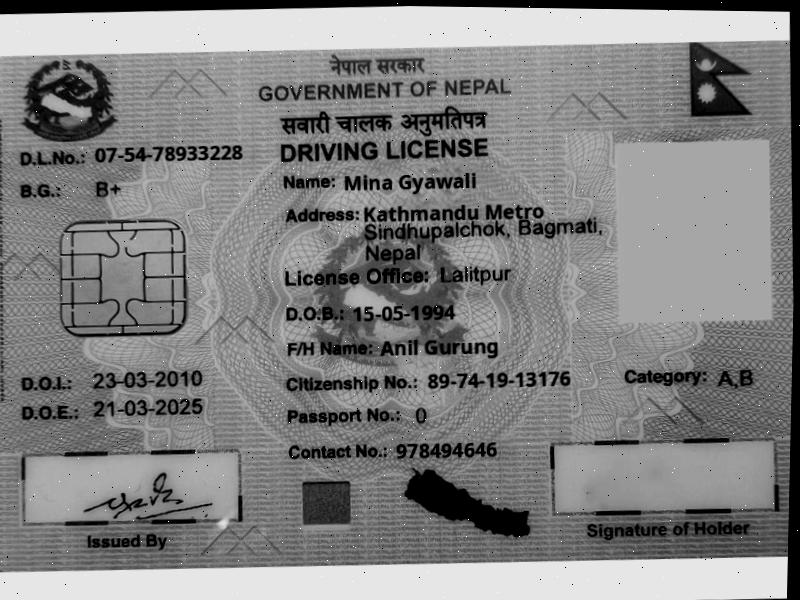 नेपाल सरकार
GOVERNMENT OF NEPAL
सवारी चालक अनुमतिपत्र
DRIVING LICENSE
D.L.No.: 07-54-78933228
B.G.: B+
Name: Mina Gyawali
Address: Kathmandu Metro
Sindhupalchok, Bagmati,
Nepal
License Office: Lalitpur
D.O.B.: 15-05-1994
F/H Name: Anil Gurung
D.O.I.: 23-03-2010
Citizenship No.: 89-74-19-13176
Category: A,B
D.O.E.: 21-03-2025
Passport No.: 0
Contact No.: 978494646
Issued By
Signature of Holder